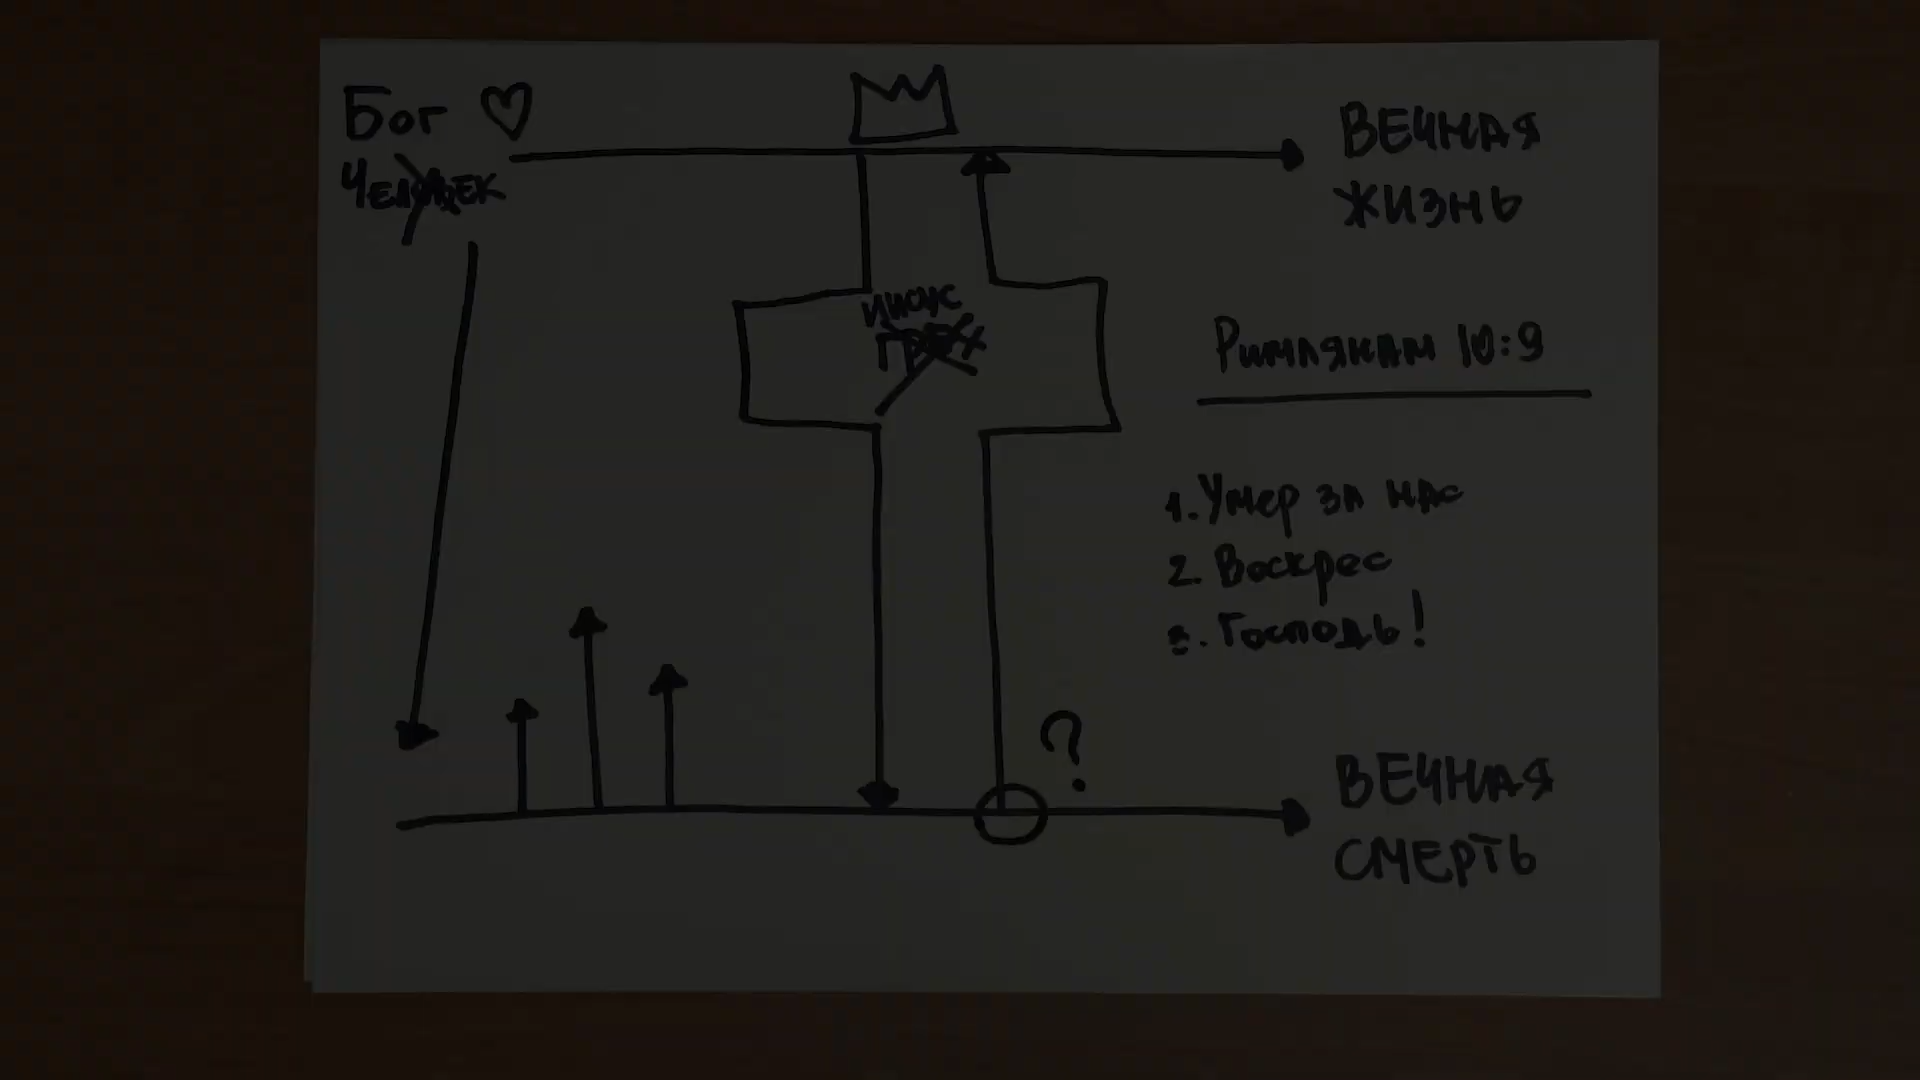 Бог
Человек
ВЕЧНАЯ
ЖИЗНЬ
ИИСУС
ГРЕХ
Римлянам 10:9
1. Умер за нас
2. Воскрес
3. Господь!
?
ВЕЧНАЯ
СМЕРТЬ